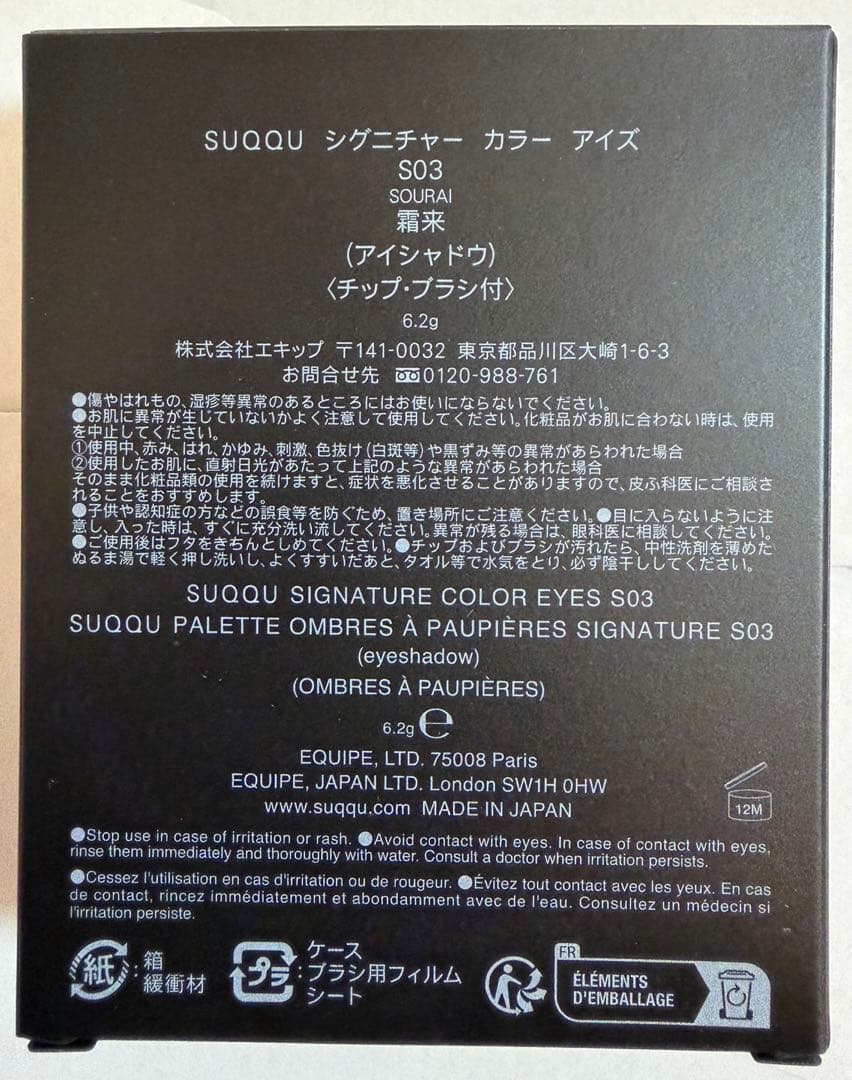 SUQQU シグニチャー カラー アイズ
S03
SOURAI
霜来
(アイシャドウ)
〈チップ・ブラシ付〉
6.2g
株式会社エキップ 〒141-0032 東京都品川区大崎1-6-3
お問合せ先 0120-988-761
●傷やはれもの、湿疹等異常のあるところにはお使いにならないでください。
●お肌に異常が生じていないかよく注意して使用してください。化粧品がお肌に合わない時は、使用
を中止してください。
①使用中、赤み、はれ、かゆみ、刺激、色抜け(白斑等)や黒ずみ等の異常があらわれた場合
②使用したお肌に、直射日光があたって上記のような異常があらわれた場合
そのまま化粧品類の使用を続けますと、症状を悪化させることがありますので、皮ふ科医にご相談さ
れることをおすすめします。
●子供や認知症の方などの誤食等を防ぐため、置き場所にご注意ください。●目に入らないように注
意し、入った時は、すぐに充分洗い流してください。異常が残る場合は、眼科医に相談してください。
●ご使用後はフタをきちんとしめてください。●チップおよびブラシが汚れたら、中性洗剤を薄めた
ぬるま湯で軽く押し洗いし、よくすすいだあと、タオル等で水気をとり、必ず陰干ししてください。
SUQQU SIGNATURE COLOR EYES S03
SUQQU PALETTE OMBRES À PAUPIÈRES SIGNATURE S03
(eyeshadow)
(OMBRES À PAUPIÈRES)
6.2g ℮
EQUIPE, LTD. 75008 Paris
EQUIPE, JAPAN LTD. London SW1H 0HW
www.suqqu.com MADE IN JAPAN
12M
●Stop use in case of irritation or rash. ●Avoid contact with eyes. In case of contact with eyes,
rinse them immediately and thoroughly with water. Consult a doctor when irritation persists.
●Cessez l'utilisation en cas d'irritation ou de rougeur. ●Évitez tout contact avec les yeux. En cas
de contact, rincez immédiatement et abondamment avec de l'eau. Consultez un médecin si
l'irritation persiste.
紙:箱
緩衝材
プラ:ケース
ブラシ用フィルム
シート
FR
ÉLÉMENTS
D'EMBALLAGE